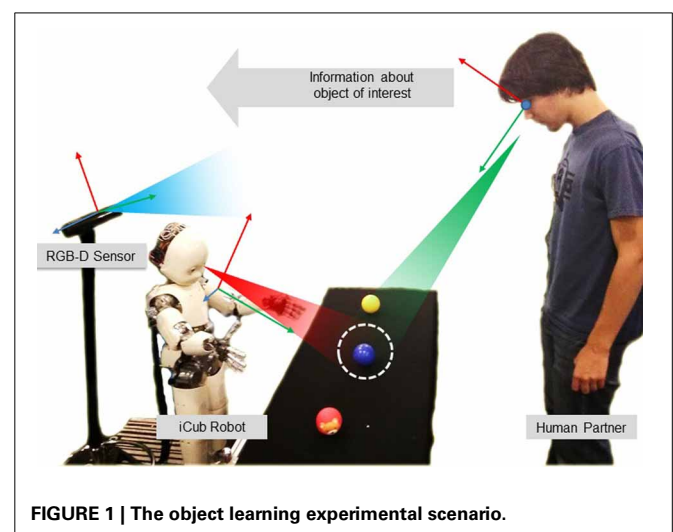 Information about
object of interest
RGB-D Sensor
iCub Robot
Human Partner
FIGURE 1 | The object learning experimental scenario.